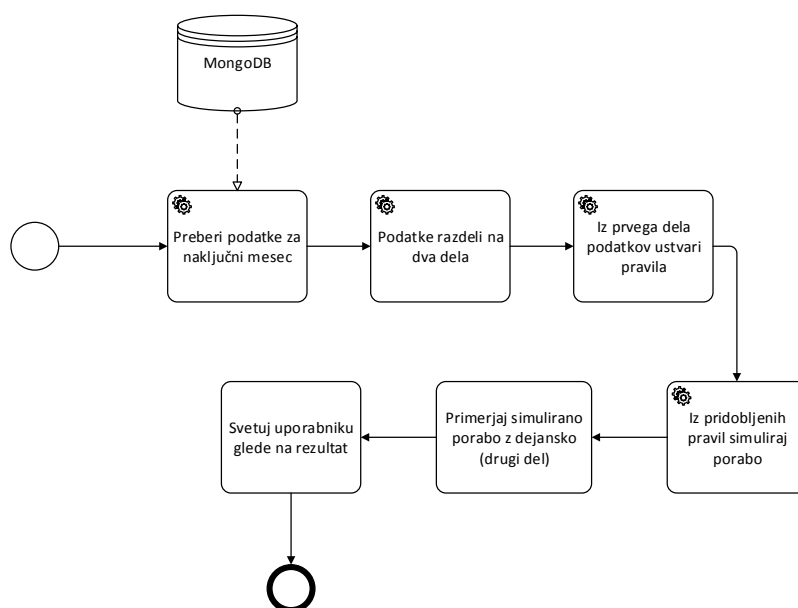 MongoDB
Preberi podatke za
naključni mesec
Podatke razdeli na
dva dela
Iz prvega dela
podatkov ustvari
pravila
Iz pridobljenih
pravil simuliraj
porabo
Primerjaj simulirano
porabo z dejansko
(drugi del)
Svetuj uporabniku
glede na rezultat